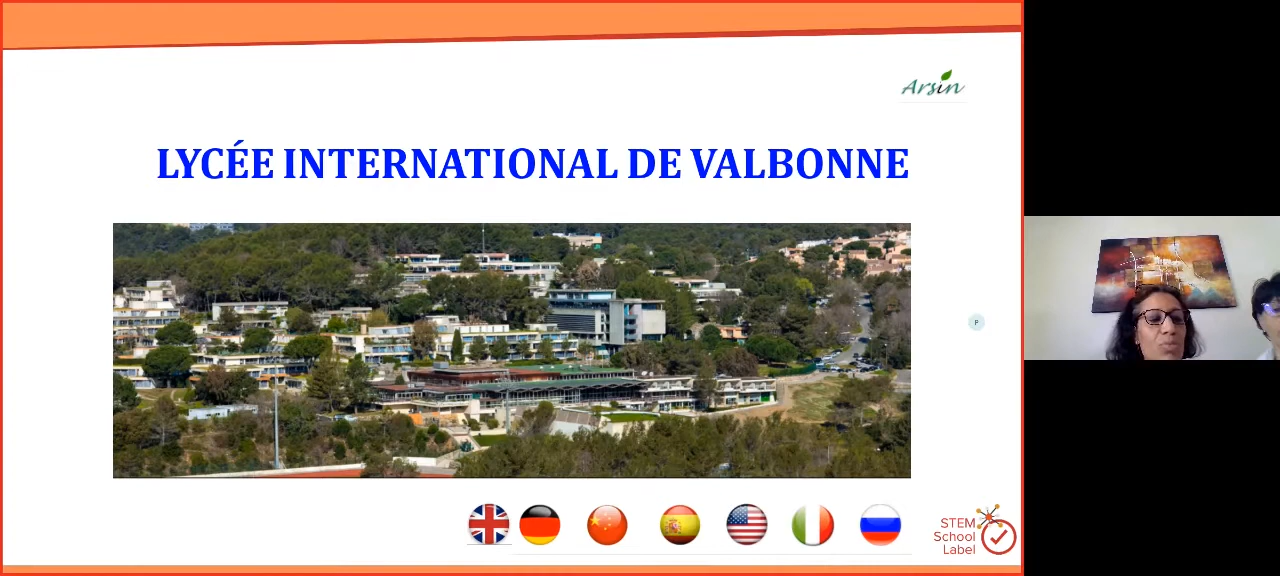 Arsin
LYCÉE INTERNATIONAL DE VALBONNE
P
STEM
School
Label